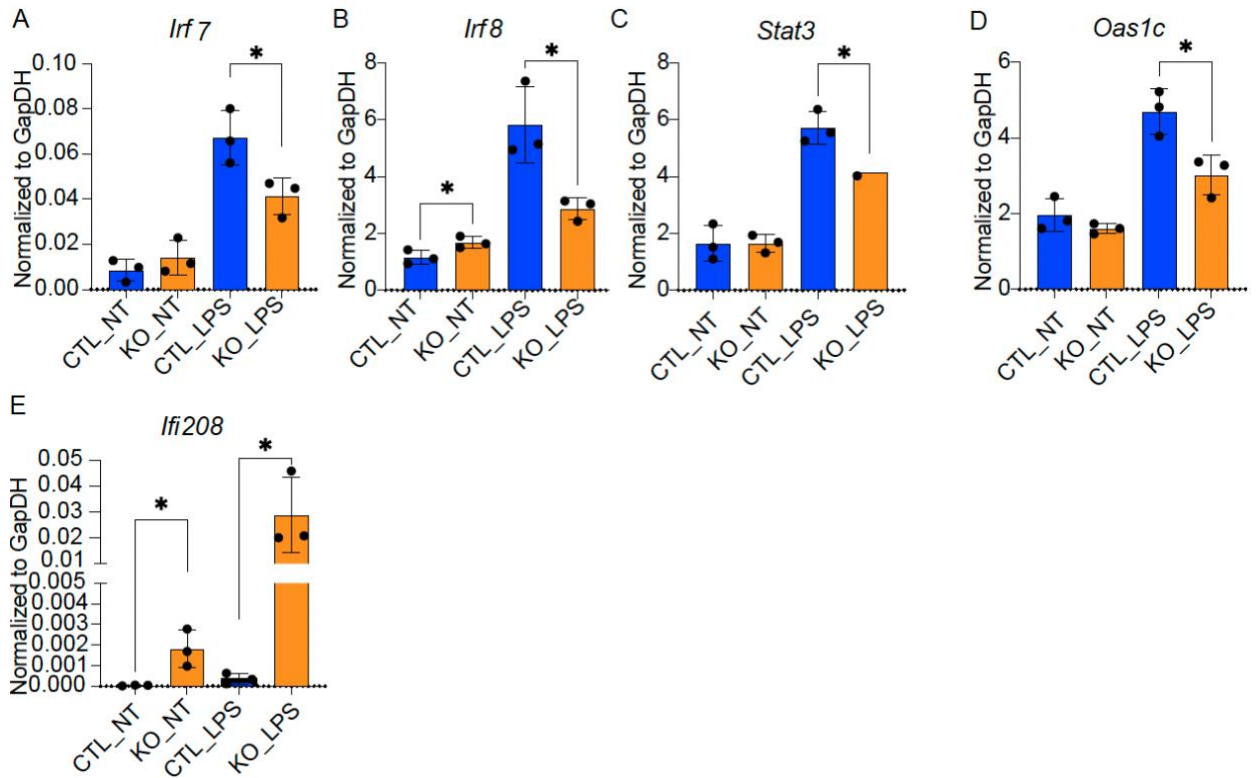 A
Irf 7
Normalized to GapDH
0.10
0.08
0.06
0.04
0.02
0.00
*
CTL_NT
KO_NT
CTL_LPS
KO_LPS
B
Irf8
Normalized to GapDH
8
6
4
2
0
*
*
CTL_NT
KO_NT
CTL_LPS
KO_LPS
C
Stat3
Normalized to GapDH
8
6
4
2
0
*
CTL_NT
KO_NT
CTL_LPS
KO_LPS
D
Oas1c
Normalized to GapDH
6
4
2
0
*
CTL_NT
KO_NT
CTL_LPS
KO_LPS
E
Ifi208
Normalized to GapDH
0.05
0.04
0.03
0.02
0.01
0.005
0.004
0.003
0.002
0.001
0.000
*
*
CTL_NT
KO_NT
CTL_LPS
KO_LPS